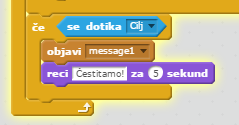 če se dotika Cilj
objavi message1
reci Čestitamo! za 5 sekund